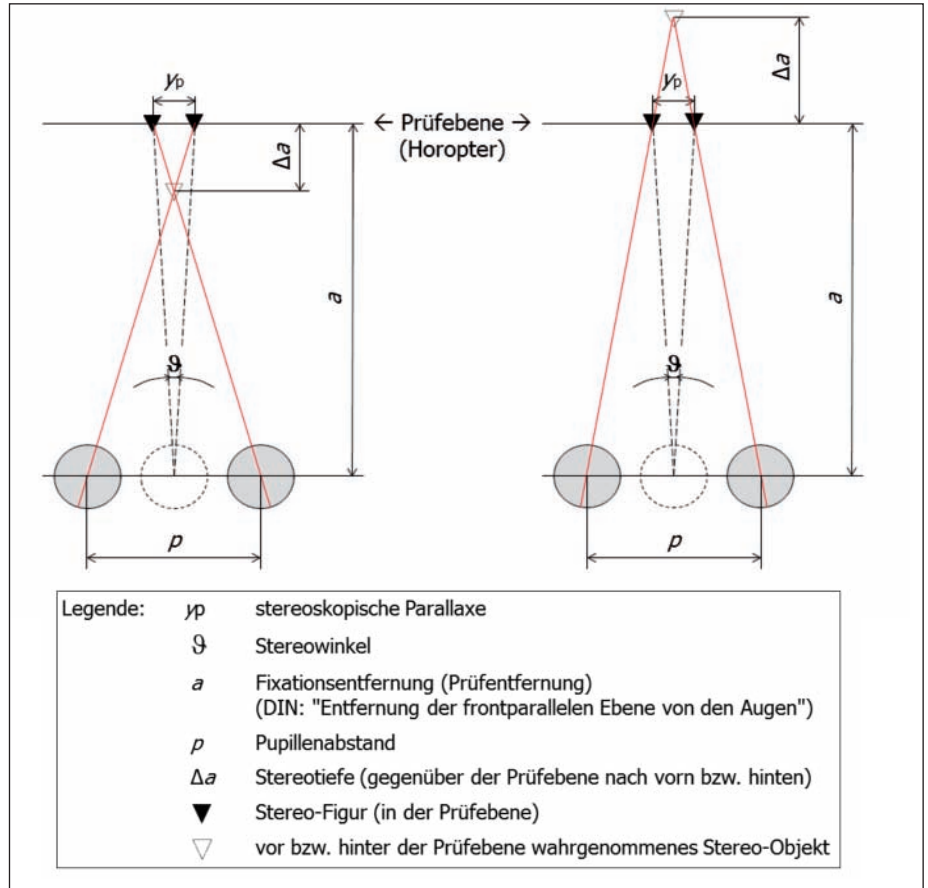 yp
yp
Δa
Δa
← Prüfebene →
(Horopter)
a
a
ϑ
ϑ
p
p
Legende: yp stereoskopische Parallaxe
ϑ Stereowinkel
a Fixationsentfernung (Prüfentfernung)
(DIN: "Entfernung der frontparallelen Ebene von den Augen")
p Pupillenabstand
Δa Stereotiefe (gegenüber der Prüfebene nach vorn bzw. hinten)
▼ Stereo-Figur (in der Prüfebene)
▽ vor bzw. hinter der Prüfebene wahrgenommenes Stereo-Objekt